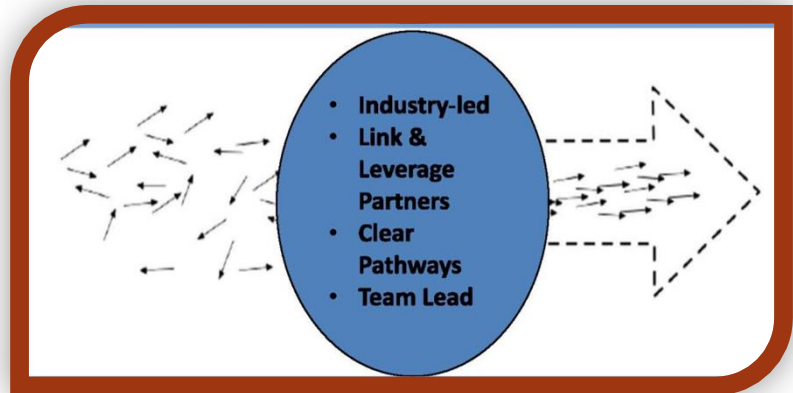 • Industry-led
• Link &
Leverage
Partners
• Clear
Pathways
• Team Lead